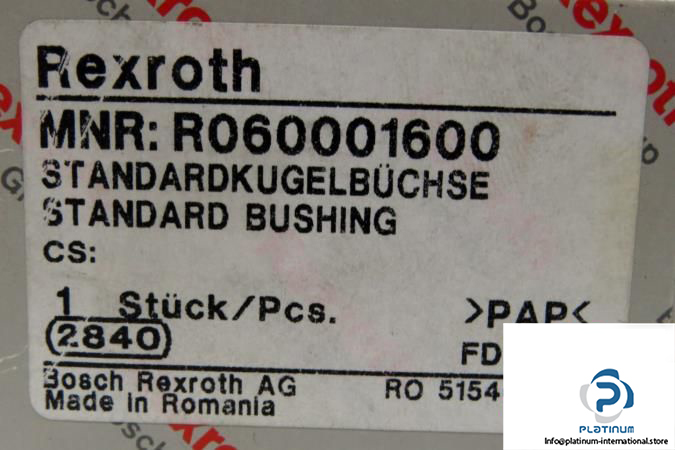 Rexroth
MNR: R060001600
STANDARDKUGELBÜCHSE
STANDARD BUSHING
CS:
1 Stück/Pcs. >PAP<
2840 FD
Bosch Rexroth AG RO 5154
Made in Romania
PLATINUM
Info@platinum-international.store